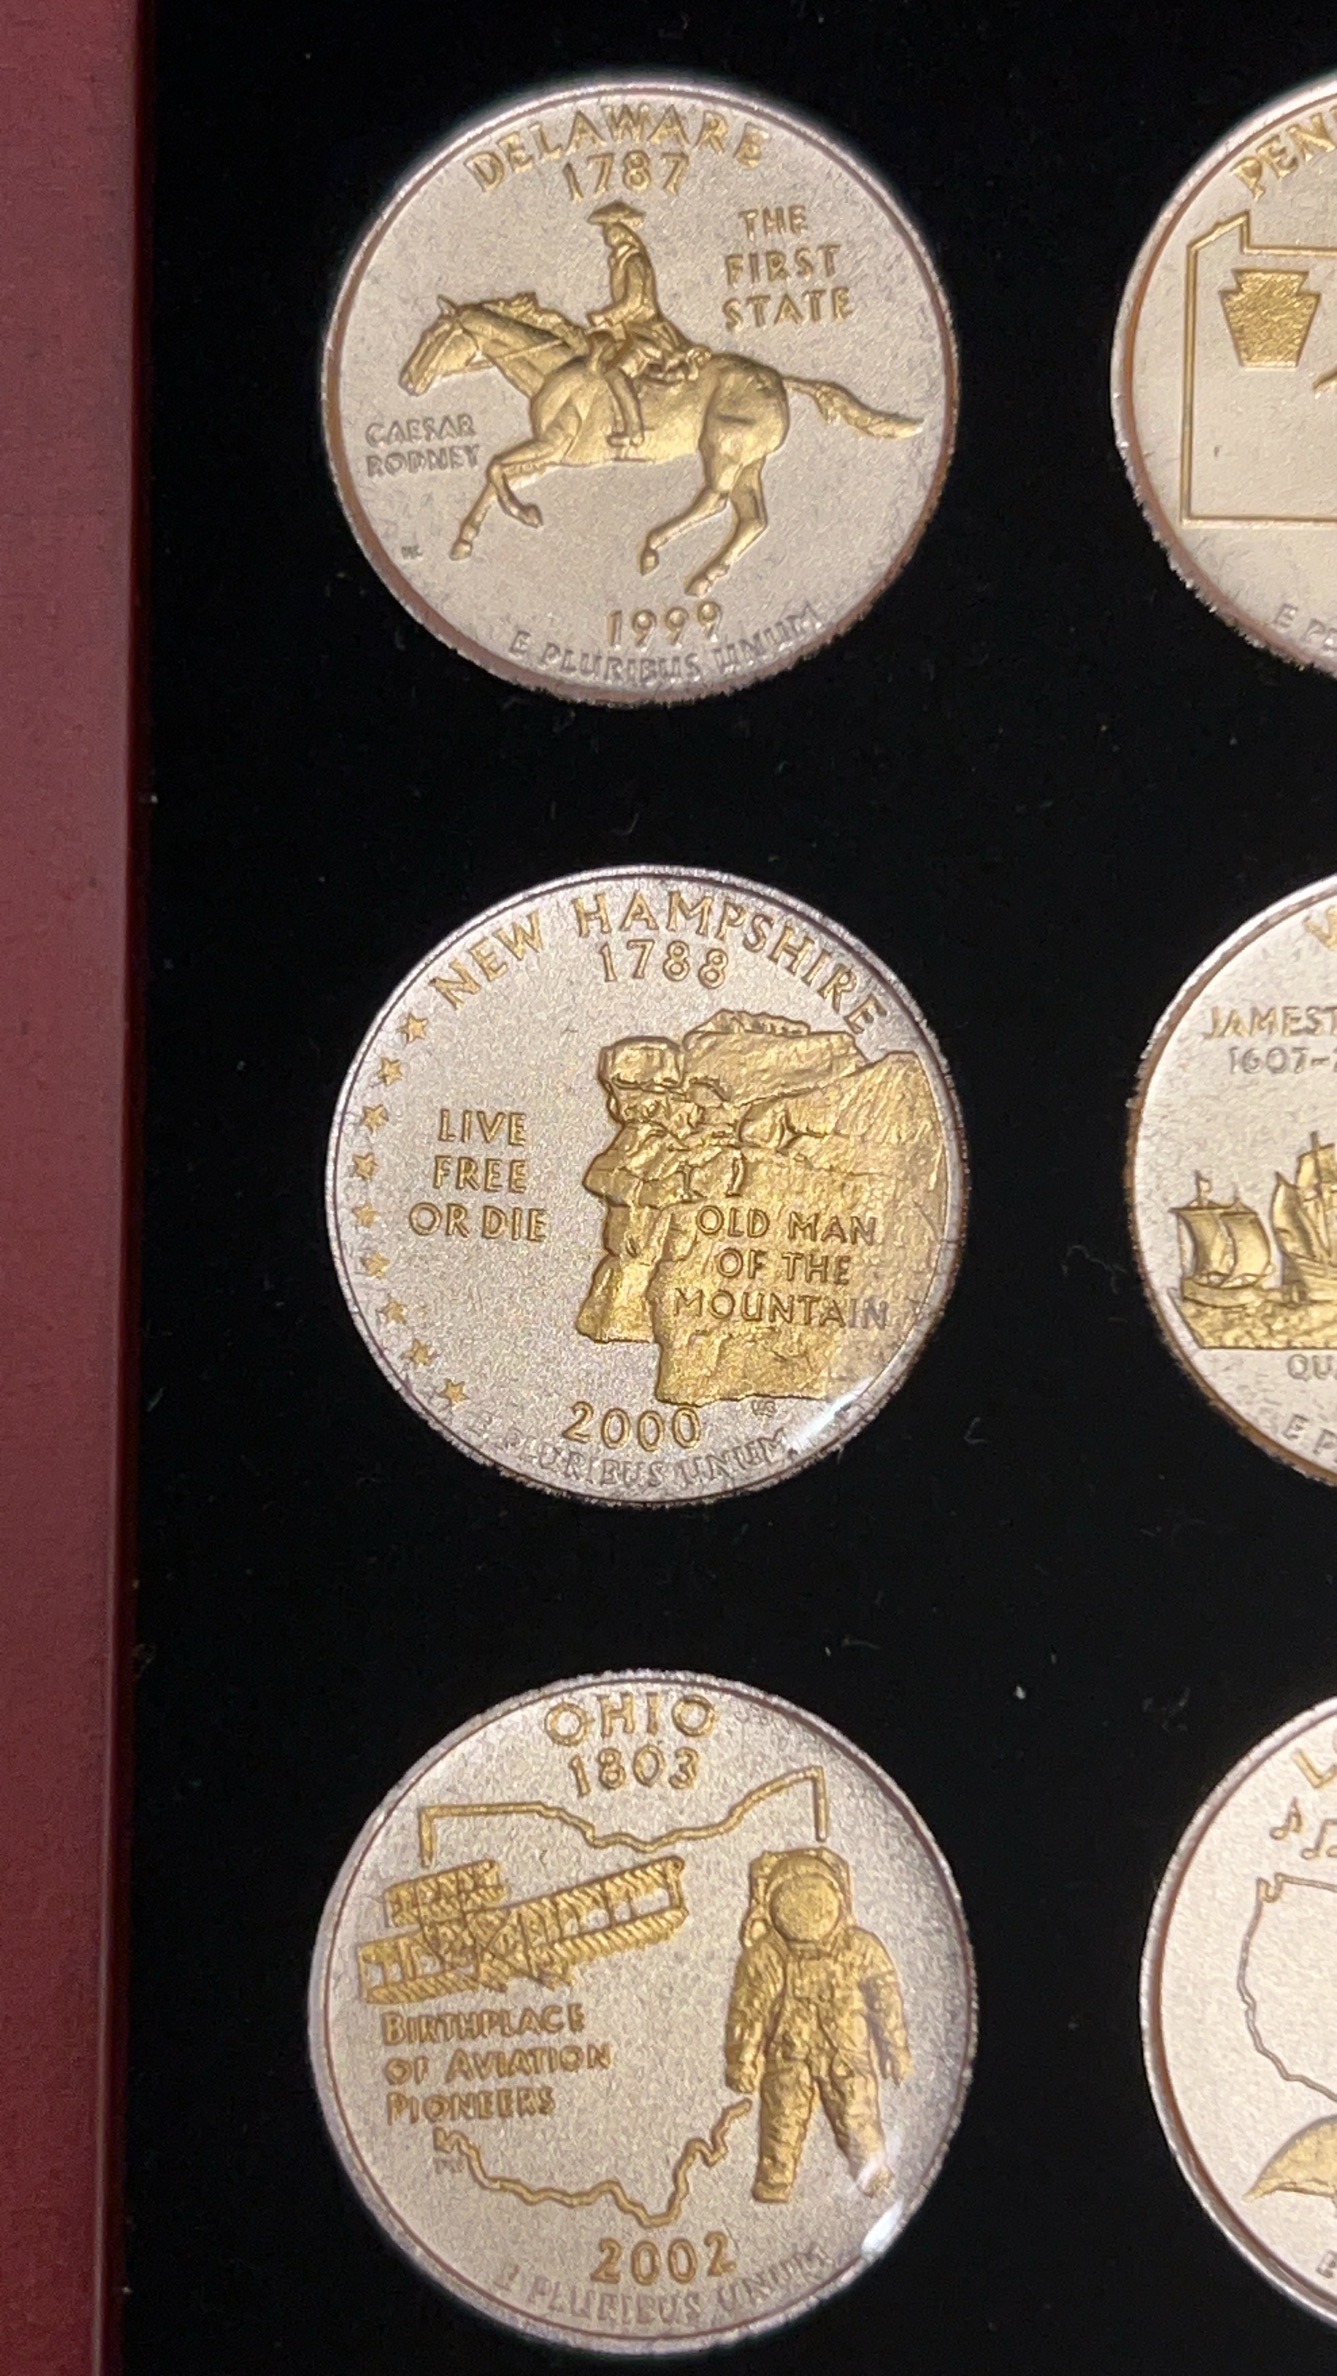 DELAWARE
1787
THE
FIRST
STATE
CAESAR
RODNEY
1999
E PLURIBUS UNUM
NEW HAMPSHIRE
1788
LIVE
FREE
OR DIE
OLD MAN
OF THE
MOUNTAIN
2000
E PLURIBUS UNUM
1607-
OHIO
1803
BIRTHPLACE
OF AVIATION
PIONEERS
2002
E PLURIBUS UNUM